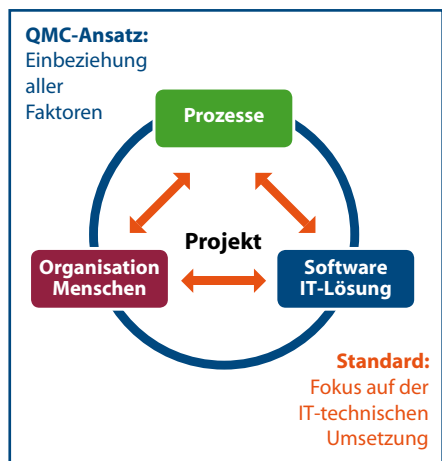 QMC-Ansatz:
Einbeziehung
aller
Faktoren
Prozesse
Projekt
Organisation
Menschen
Software
IT-Lösung
Standard:
Fokus auf der
IT-technischen
Umsetzung